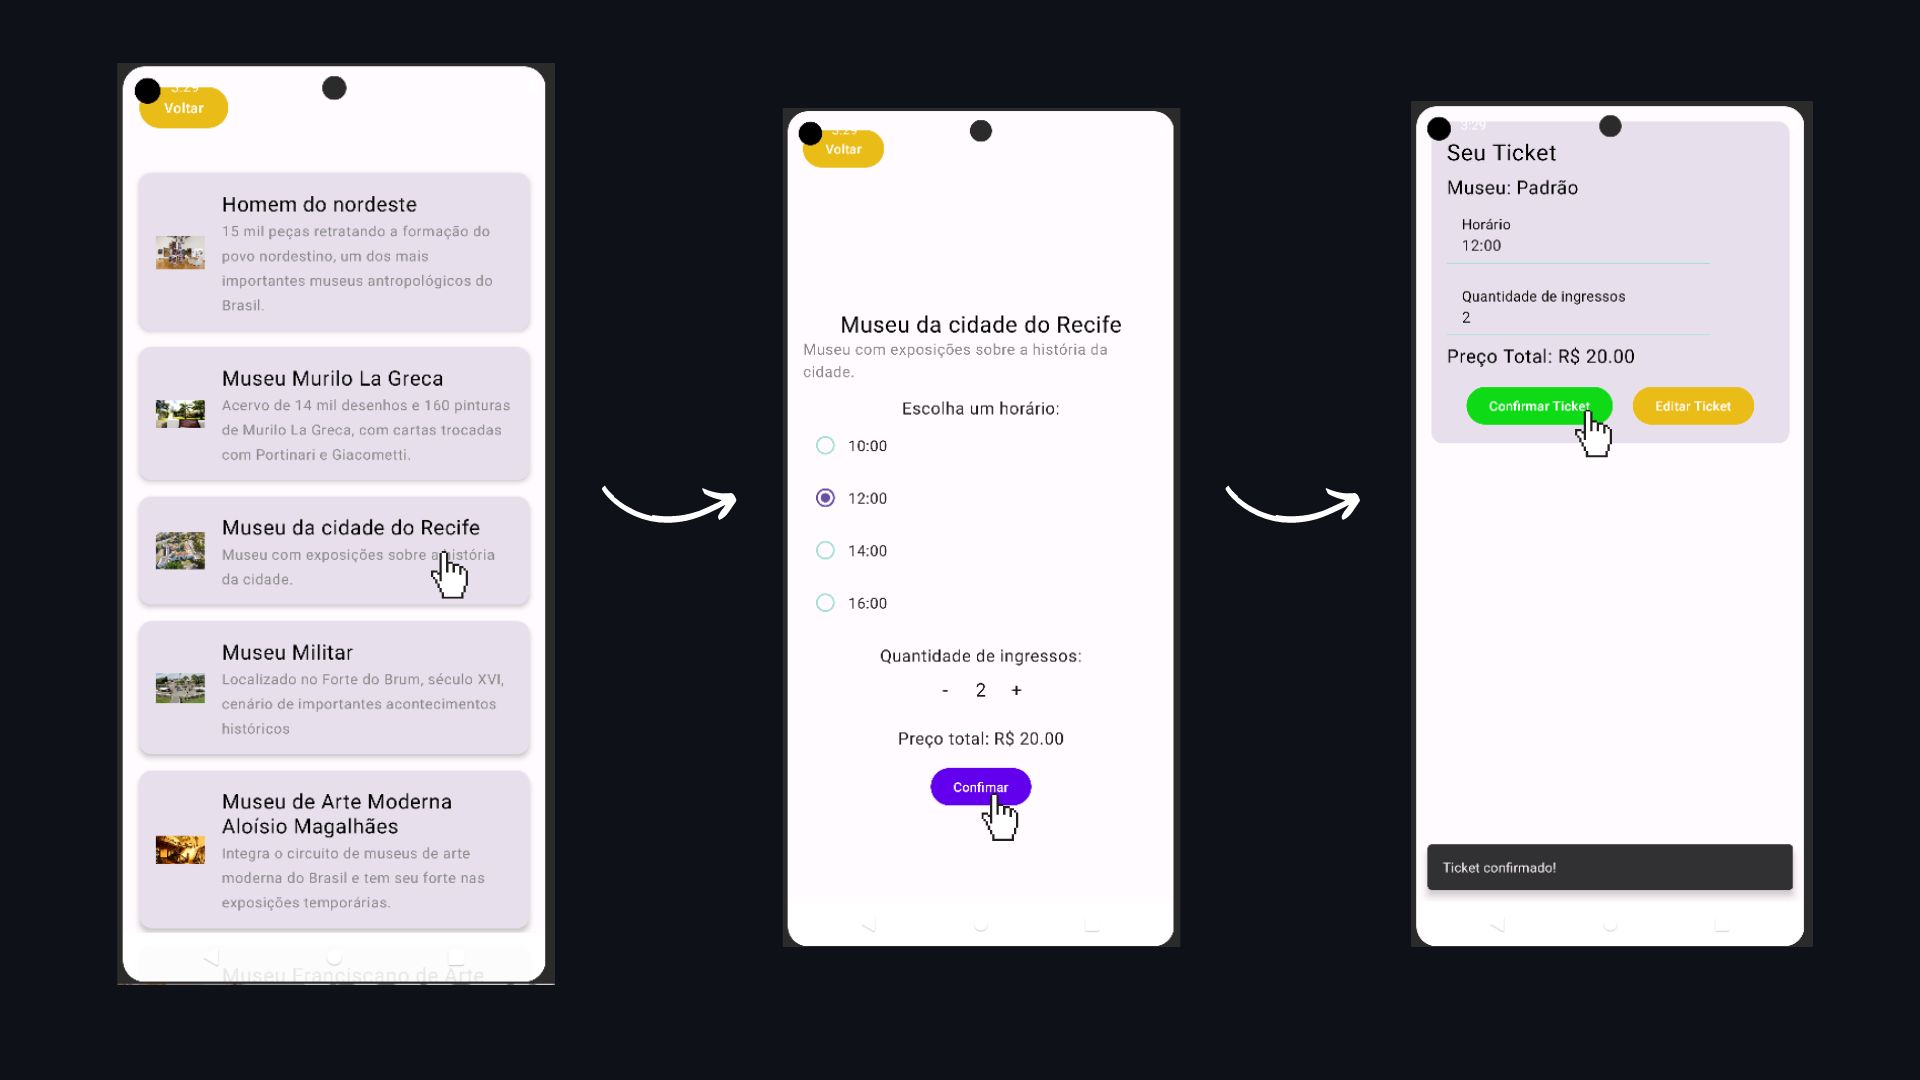 3:29
Voltar
Homem do nordeste
15 mil peças retratando a formação do
povo nordestino, um dos mais
importantes museus antropológicos do
Brasil.
Museu Murilo La Greca
Acervo de 14 mil desenhos e 160 pinturas
de Murilo La Greca, com cartas trocadas
com Portinari e Giacometti.
Museu da cidade do Recife
Museu com exposições sobre a história
da cidade.
Museu Militar
Localizado no Forte do Brum, século XVI,
cenário de importantes acontecimentos
históricos
Museu de Arte Moderna
Aloísio Magalhães
Integra o circuito de museus de arte
moderna do Brasil e tem seu forte nas
exposições temporárias.
Museu Franciscano de Arte
3:29
Voltar
Museu da cidade do Recife
Museu com exposições sobre a história da
cidade.
Escolha um horário:
10:00
12:00
14:00
16:00
Quantidade de ingressos:
- 2 +
Preço total: R$ 20.00
Confimar
3:29
Seu Ticket
Museu: Padrão
Horário
12:00
Quantidade de ingressos
2
Preço Total: R$ 20.00
Confirmar Ticket
Editar Ticket
Ticket confirmado!